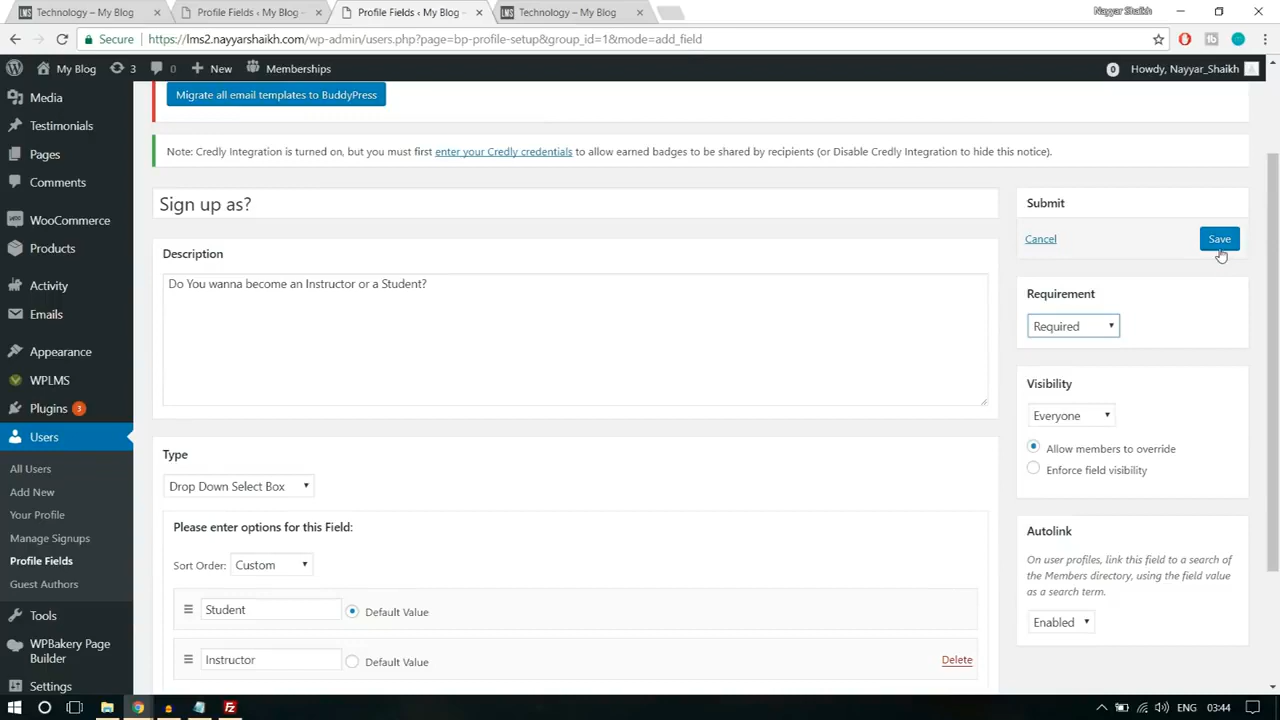 Technology – My Blog
Profile Fields ‹ My Blog –
Profile Fields ‹ My Blog –
Technology – My Blog
Nayyar Shaikh
Secure https://lms2.nayyarshaikh.com/wp-admin/users.php?page=bp-profile-setup&group_id=1&mode=add_field
My Blog 3 0 New Memberships 0 Howdy, Nayyar_Shaikh
Media
Testimonials
Pages
Comments
WooCommerce
Products
Activity
Emails
Appearance
WPLMS
Plugins 3
Users
All Users
Add New
Your Profile
Manage Signups
Profile Fields
Guest Authors
Tools
WPBakery Page
Builder
Settings
Migrate all email templates to BuddyPress
Note: Credly Integration is turned on, but you must first enter your Credly credentials to allow earned badges to be shared by recipients (or Disable Credly Integration to hide this notice).
Sign up as?
Description
Do You wanna become an Instructor or a Student?
Type
Drop Down Select Box
Please enter options for this Field:
Sort Order: Custom
Student Default Value
Instructor Default Value Delete
Submit
Cancel Save
Requirement
Required
Visibility
Everyone
Allow members to override
Enforce field visibility
Autolink
On user profiles, link this field to a search of
the Members directory, using the field value
as a search term.
Enabled
ENG 03:44